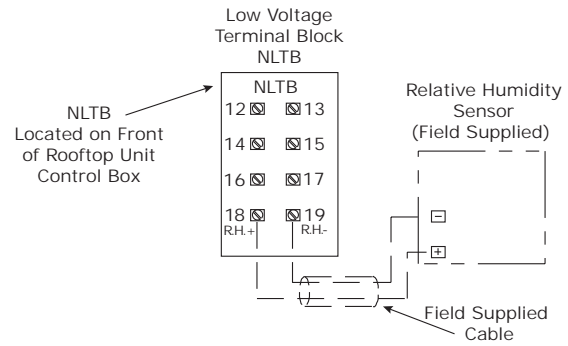 Low Voltage
Terminal Block
NLTB
NLTB
Located on Front
of Rooftop Unit
Control Box
NLTB
12 13
14 15
16 17
18 19
R.H.+ R.H.-
Relative Humidity
Sensor
(Field Supplied)
−
+
Field Supplied
Cable